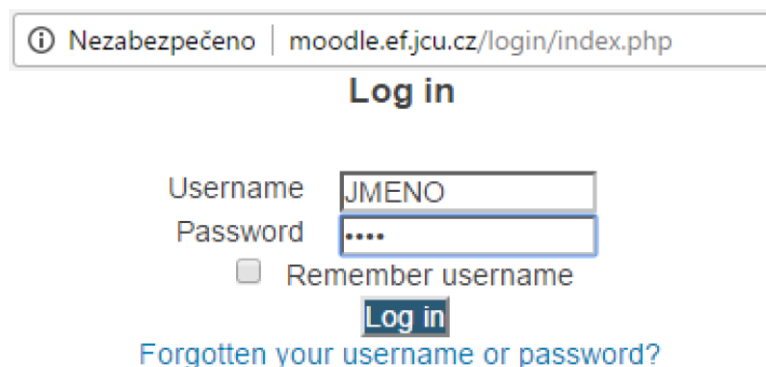 Nezabezpečeno | moodle.ef.jcu.cz/login/index.php
Log in
Username JMENO
Password ••••
Remember username
Log in
Forgotten your username or password?